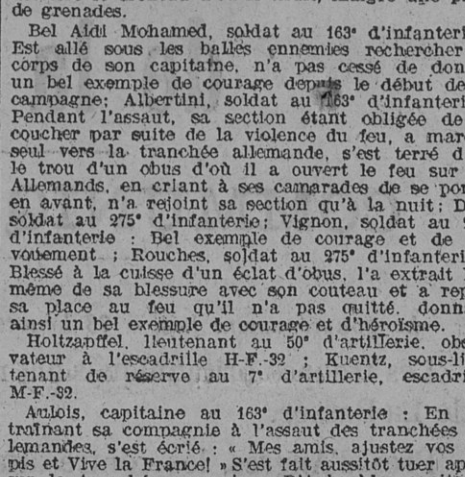 de grenades.
Bel Aidi Mohamed, soldat au 163e d'infanteri
Est allé sous les balles ennemies rechercher
corps de son capitaine, n'a pas cessé de don
un bel exemple de courage depuis le début de
campagne; Albertini, soldat au 163e d'infanteri
Pendant l'assaut, sa section étant obligée de
coucher par suite de la violence du feu, a mar
seul vers la tranchée allemande, s'est terré d
le trou d'un obus d'où il a ouvert le feu sur
Allemands, en criant à ses camarades de se por
en avant, n'a rejoint sa section qu'à la nuit; D
soldat au 275e d'infanterie; Vignon, soldat au
d'infanterie : Bel exemple de courage et de
vouement ; Rouches, soldat au 275e d'infanteri
Blessé à la cuisse d'un éclat d'obus, l'a extrait
même de sa blessure avec son couteau et a rep
sa place au feu qu'il n'a pas quitté, donn
ainsi un bel exemple de courage et d'héroïsme.
Holtzapffel, lieutenant au 50e d'artillerie, obs
vateur à l'escadrille H-F.-32 ; Kuentz, sous-li
tenant de réserve au 7e d'artillerie, escadri
M-F.-32.
Aulois, capitaine au 163e d'infanterie : En
traînant sa compagnie à l'assaut des tranchées
lemandes, s'est écrié : « Mes amis, ajustez vos
pis et Vive la France! » S'est fait aussitôt tuer ap